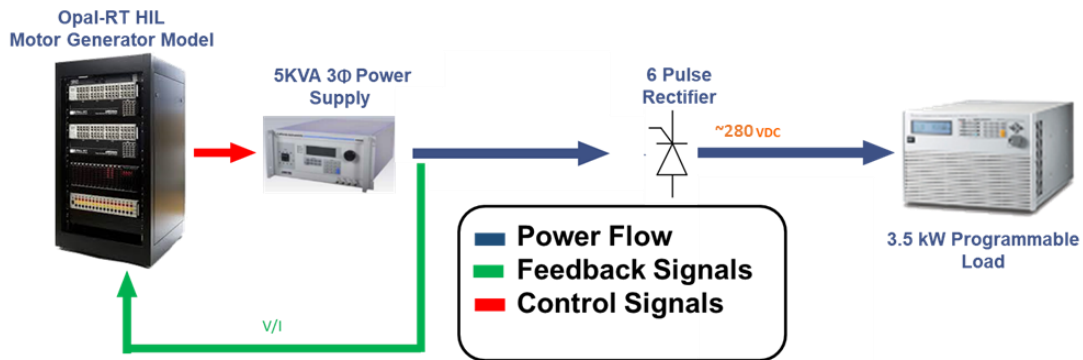 Opal-RT HIL
Motor Generator Model
5KVA 3Φ Power
Supply
6 Pulse
Rectifier
~280 VDC
3.5 kW Programmable
Load
Power Flow
Feedback Signals
Control Signals
V/I